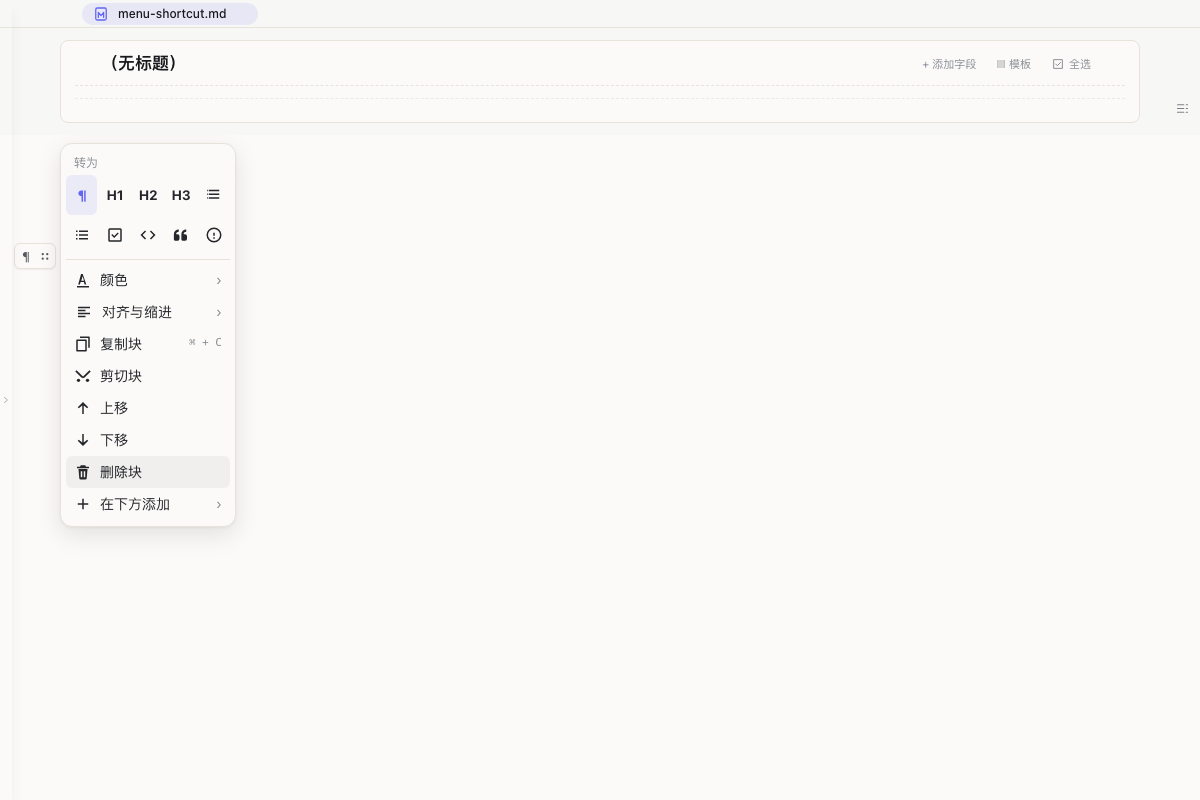 menu-shortcut.md
(无标题)
+ 添加字段 模板 全选
转为
¶ H1 H2 H3
¶
颜色
对齐与缩进
复制块 ⌘ + C
剪切块
上移
下移
删除块
在下方添加